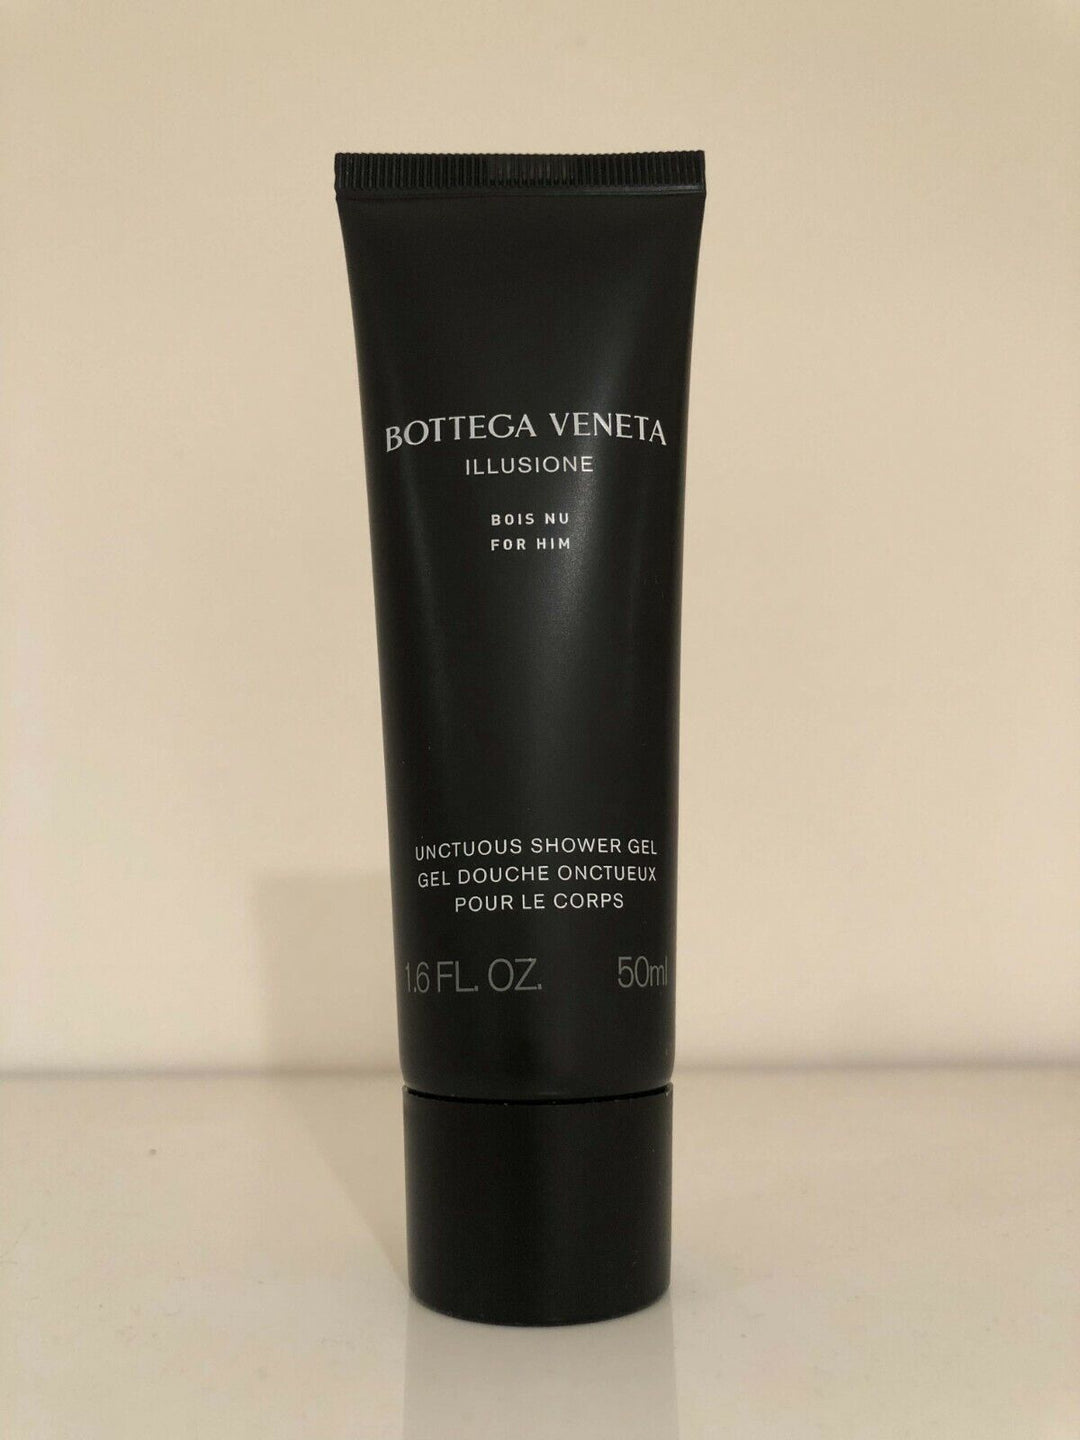 BOTTEGA VENETA
ILLUSIONE
BOIS NU
FOR HIM
UNCTUOUS SHOWER GEL
GEL DOUCHE ONCTUEUX
POUR LE CORPS
1.6 FL. OZ. 50ml